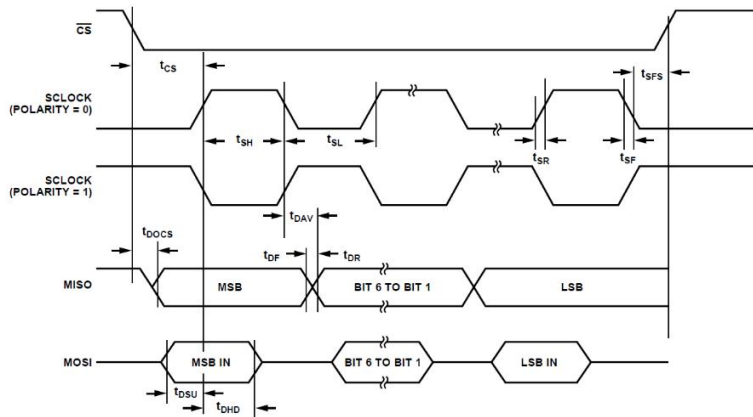 CS
tCS
tSFS
SCLOCK
(POLARITY = 0)
tSH
tSL
tSR
tSF
SCLOCK
(POLARITY = 1)
tDAV
tDOCS
tDF
tDR
MISO
MSB
BIT 6 TO BIT 1
LSB
MOSI
MSB IN
BIT 6 TO BIT 1
LSB IN
tDSU
tDHD